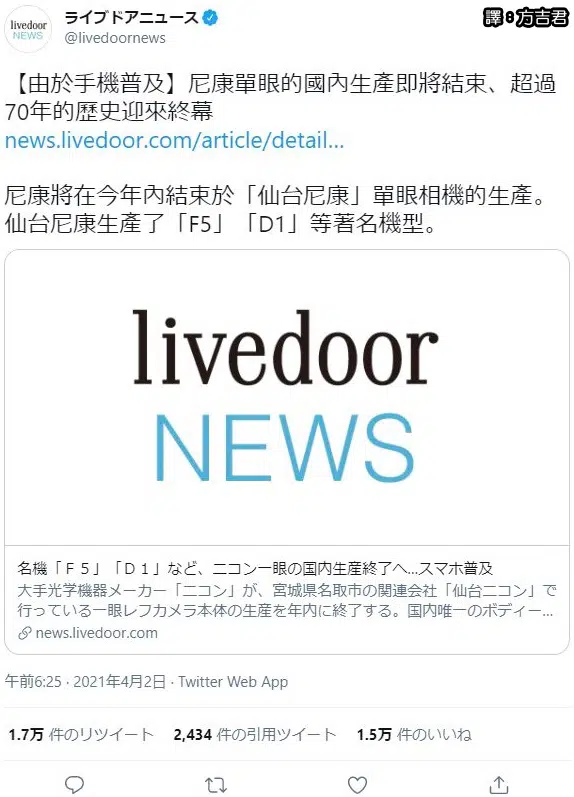 ライブドアニュース
譯:方吉君
livedoor
NEWS
@livedoornews
【由於手機普及】尼康單眼的國內生產即將結束、超過
70年的歷史迎來終幕
news.livedoor.com/article/detail...
尼康將在今年內結束於「仙台尼康」單眼相機的生產。
仙台尼康生產了「F5」「D1」等著名機型。
livedoor
NEWS
名機「Ｆ５」「Ｄ１」など、ニコン一眼の国内生産終了へ...スマホ普及
大手光学機器メーカー「ニコン」が、宮城県名取市の関連会社「仙台ニコン」で
行っている一眼レフカメラ本体の生産を年内に終了する。国内唯一のボディー...
news.livedoor.com
午前6:25 · 2021年4月2日 · Twitter Web App
1.7万 件のリツイート 2,434 件の引用ツイート 1.5万 件のいいね